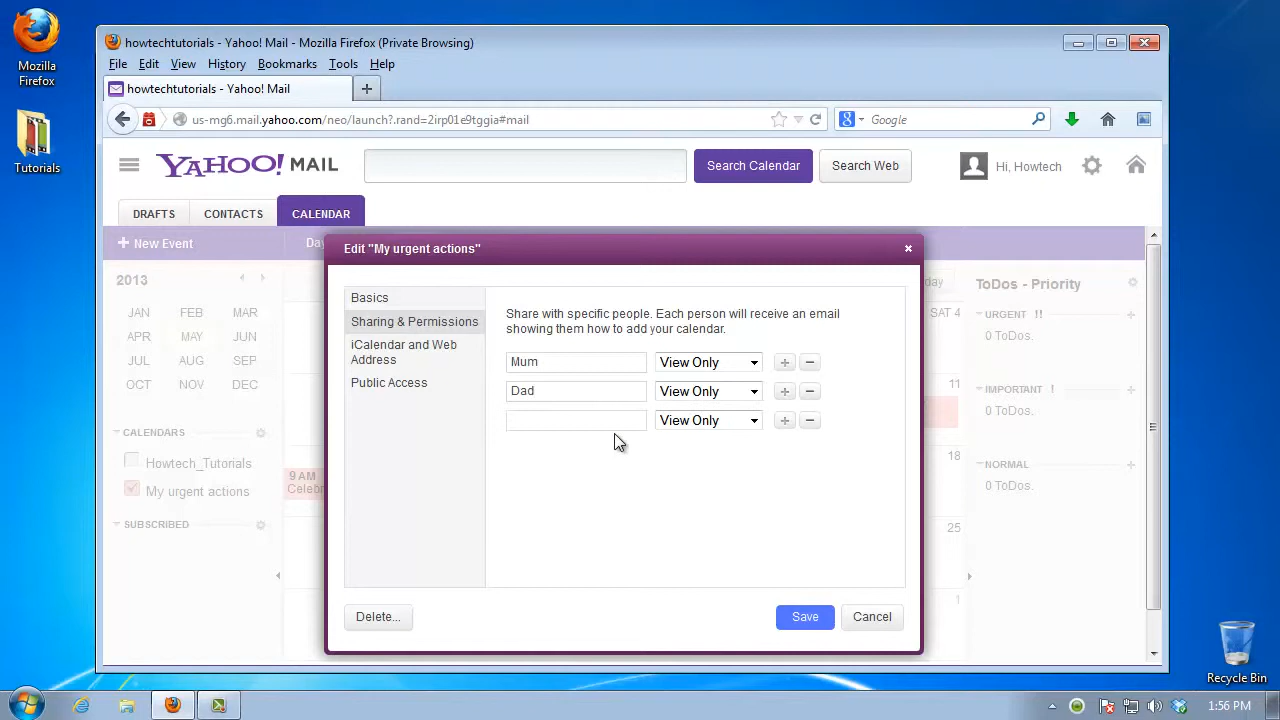 Mozilla
Firefox
Tutorials
howtechtutorials - Yahoo! Mail - Mozilla Firefox (Private Browsing)
File Edit View History Bookmarks Tools Help
howtechtutorials - Yahoo! Mail
us-mg6.mail.yahoo.com/neo/launch?.rand=2irp01e9tggia#mail
Google
YAHOO! MAIL
Search Calendar
Search Web
Hi, Howtech
DRAFTS CONTACTS CALENDAR
+ New Event
Edit "My urgent actions"
2013
JAN FEB MAR
APR MAY JUN
JUL AUG SEP
OCT NOV DEC
CALENDARS
Howtech_Tutorials
My urgent actions
SUBSCRIBED
9 AM
Basics
Sharing & Permissions
iCalendar and Web
Address
Public Access
Share with specific people. Each person will receive an email
showing them how to add your calendar.
Mum View Only + −
Dad View Only + −
View Only + −
Delete...
Save
Cancel
SAT 4
11
18
25
1
ToDos - Priority
URGENT !!
0 ToDos.
IMPORTANT !
0 ToDos.
NORMAL
0 ToDos.
Recycle Bin
1:56 PM